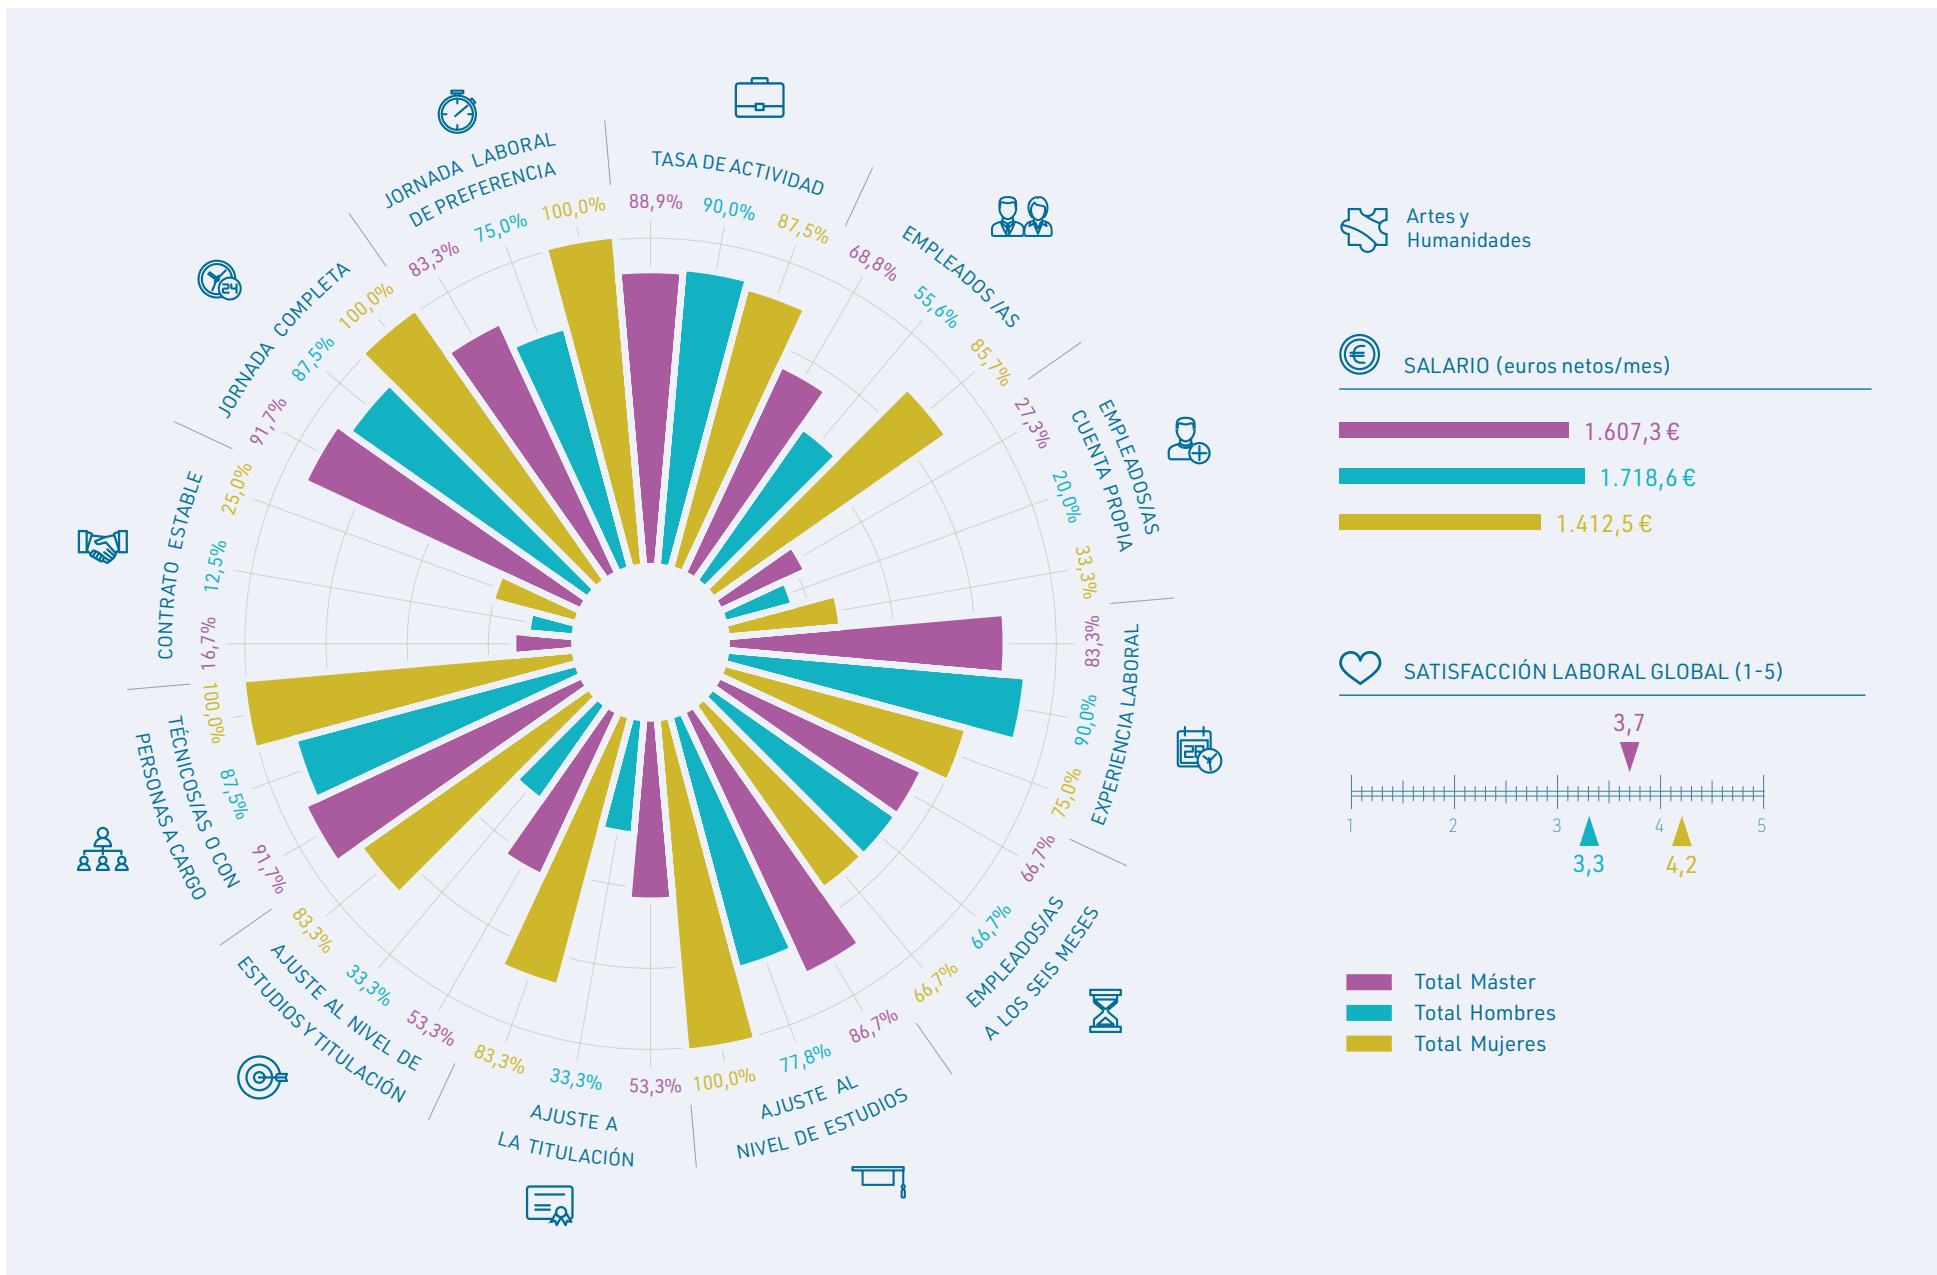 JORNADA LABORAL
DE PREFERENCIA
83,3%
75,0%
100,0%
TASA DE ACTIVIDAD
88,9%
90,0%
87,5%
EMPLEADOS /AS
68,8%
55,6%
85,7%
EMPLEADOS/AS
CUENTA PROPIA
27,3%
20,0%
33,3%
EXPERIENCIA LABORAL
83,3%
90,0%
75,0%
EMPLEADOS/AS
A LOS SEIS MESES
66,7%
66,7%
66,7%
AJUSTE AL
NIVEL DE ESTUDIOS
86,7%
77,8%
100,0%
AJUSTE A
LA TITULACIÓN
53,3%
33,3%
83,3%
AJUSTE AL NIVEL DE
ESTUDIOS Y TITULACIÓN
53,3%
33,3%
83,3%
TÉCNICOS/AS O CON
PERSONAS A CARGO
91,7%
87,5%
100,0%
CONTRATO ESTABLE
16,7%
12,5%
25,0%
JORNADA COMPLETA
91,7%
87,5%
100,0%
24
20
Artes y
Humanidades
€
SALARIO (euros netos/mes)
1.607,3 €
1.718,6 €
1.412,5 €
SATISFACCIÓN LABORAL GLOBAL (1-5)
3,7
1 2 3 4 5
3,3 4,2
Total Máster
Total Hombres
Total Mujeres